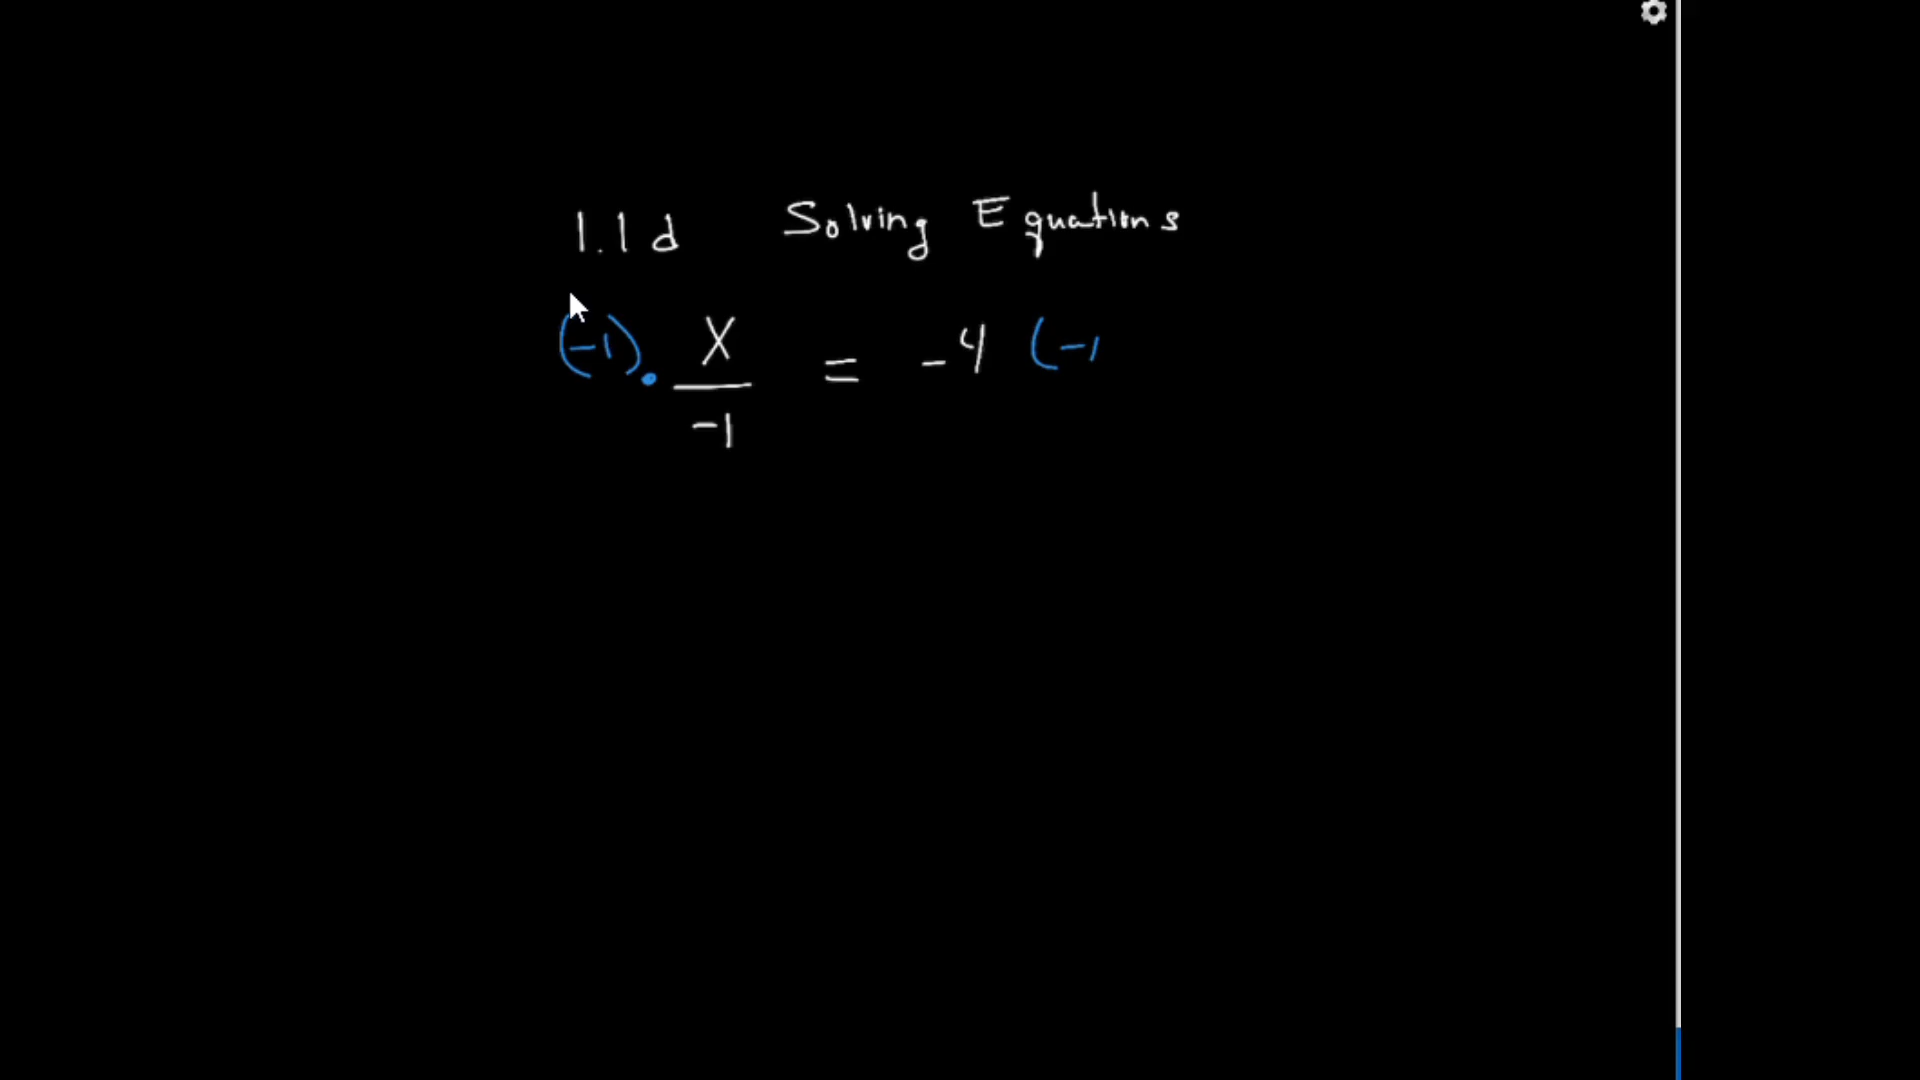 1.1d Solving Equations
(-1) · X = -4 (-1
-1